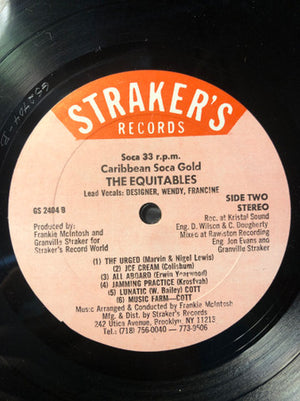 STRAKER'S
RECORDS
Soca 33 r.p.m.
Caribbean Soca Gold
THE EQUITABLES
Lead Vocals: DESIGNER, WENDY, FRANCINE
GS 2404 B
SIDE TWO
STEREO
Produced by:
Frankie McIntosh and
Granville Straker for
Straker's Record World
Rec. at Kristal Sound
Eng. D. Wilson & C. Dougherty
Mixed at Rawlston Recording
Eng. Jon Evans and
Granville Straker
(1) THE URGED (Marvin & Nigel Lewis)
(2) ICE CREAM (Colisbum)
(3) ALL ABOARD (Erwin Yearwood)
(4) JAMMING PRACTICE (Krosfyah)
(5) LUNATIC (W. Bailey) COTT
(6) MUSIC FARM—COTT
Music Arranged & Conducted by Frankie McIntosh
Mfg. & Dist. by Straker's Records
242 Utica Avenue, Brooklyn, NY 11213
Tel: (718) 756-0040 — 773-9506